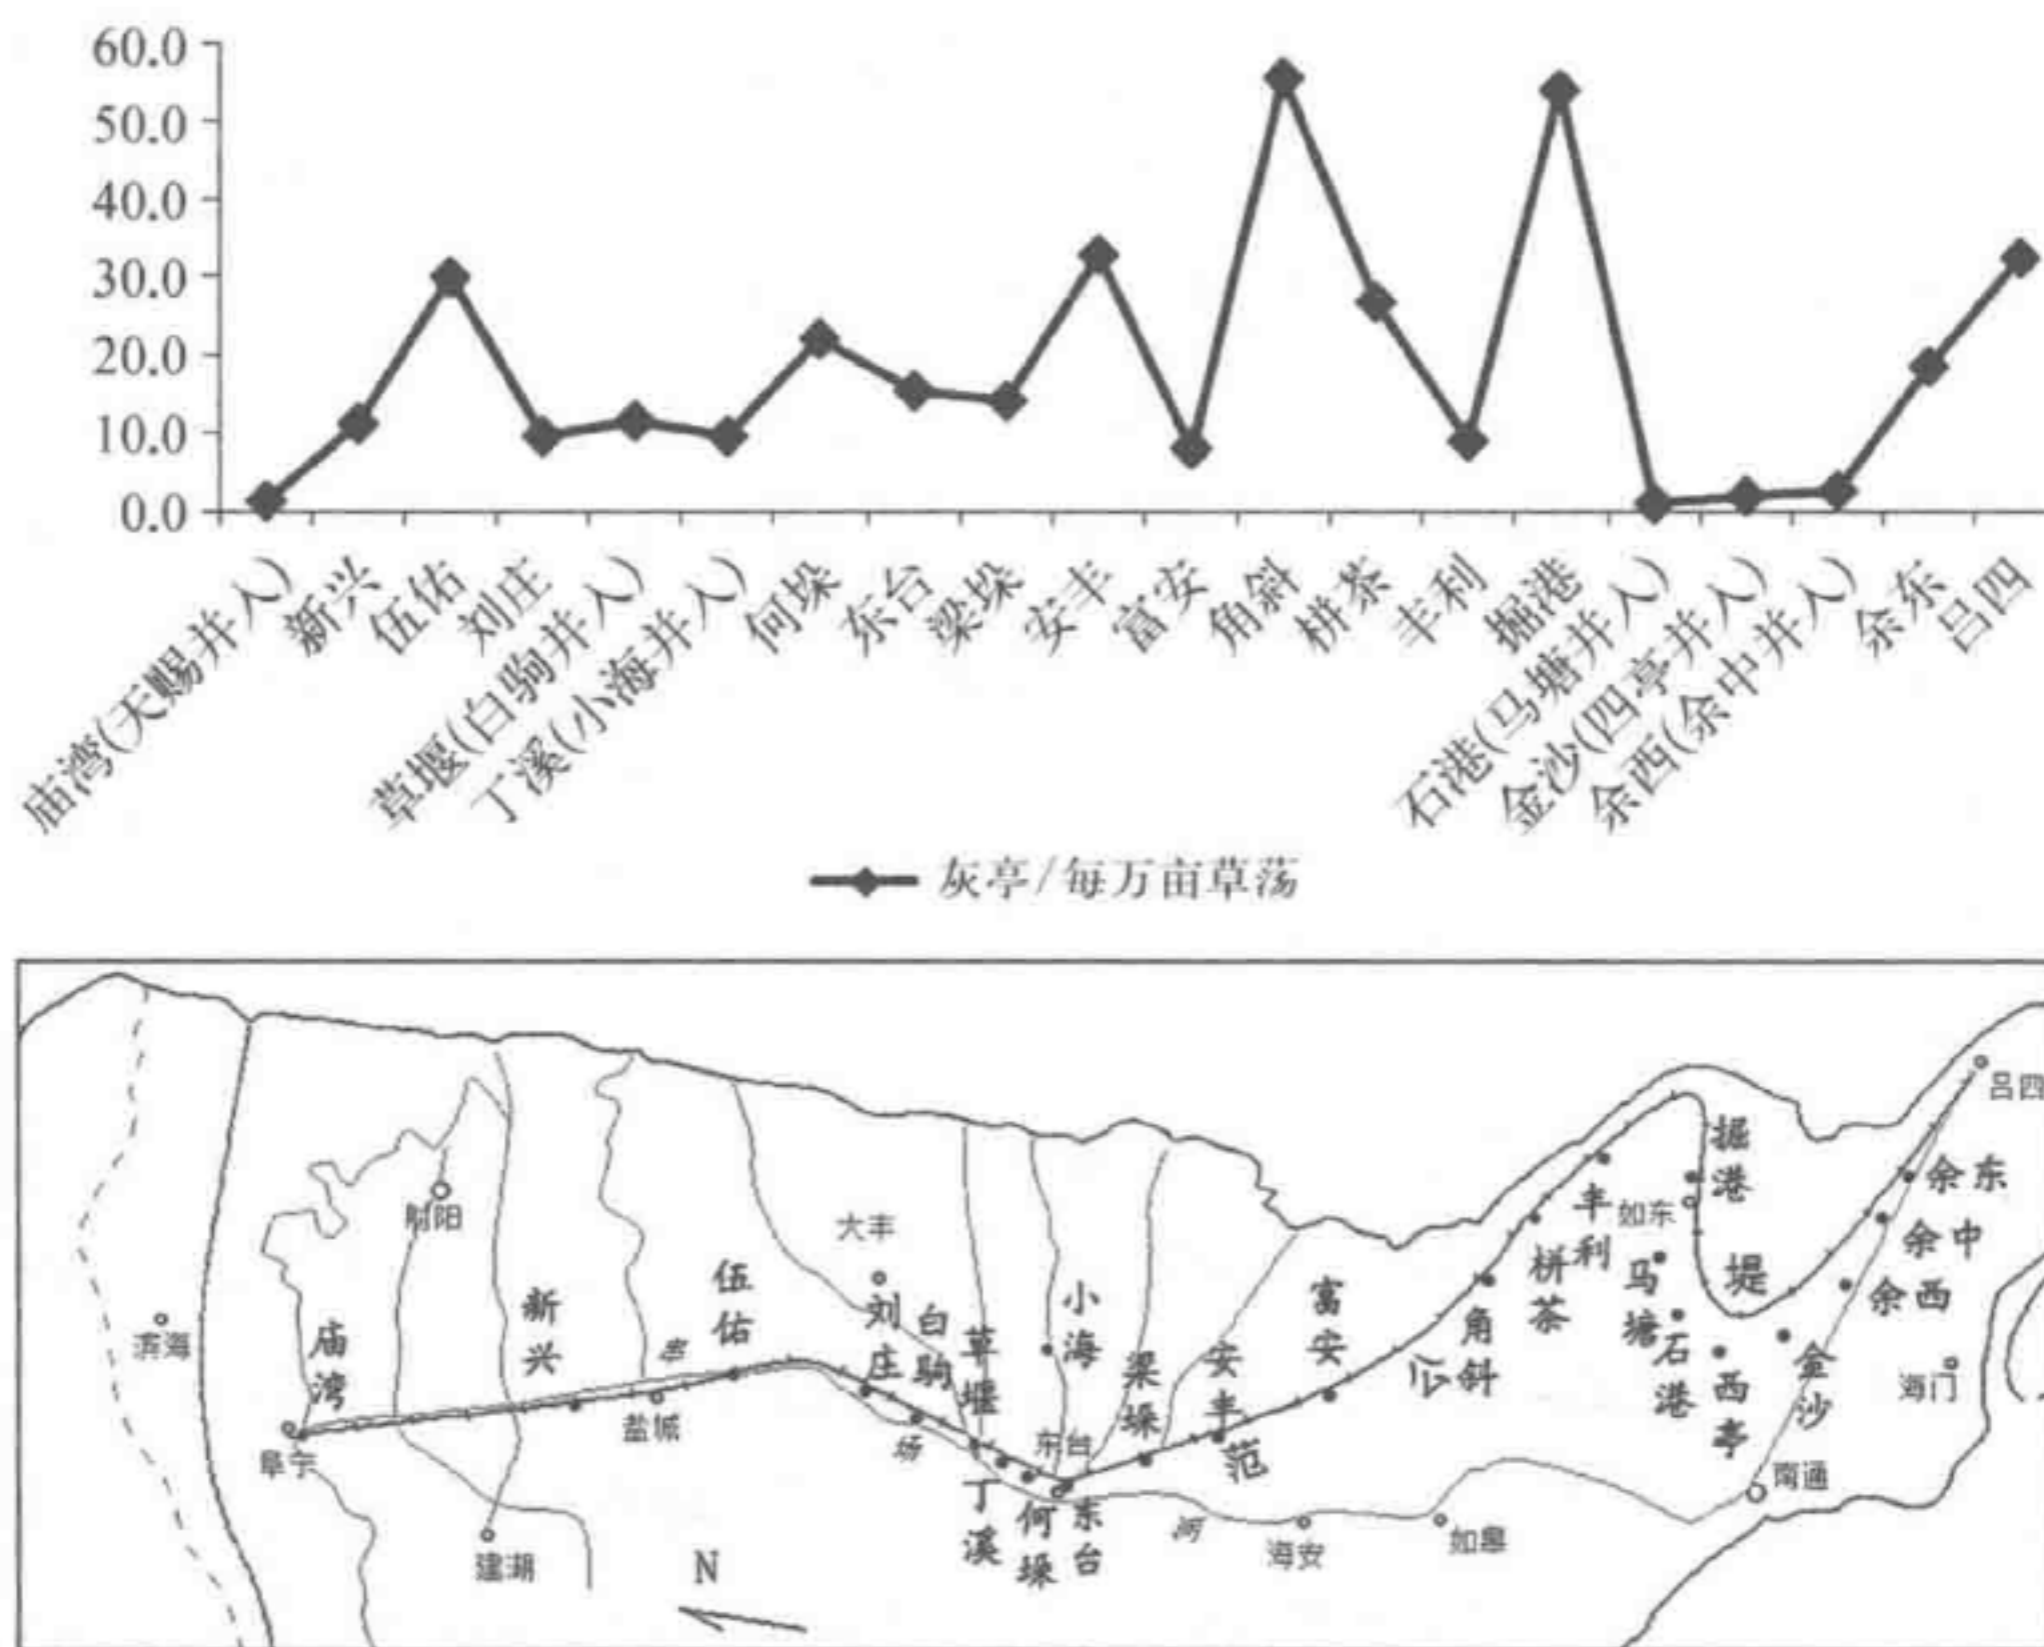 60.0
50.0
40.0
30.0
20.0
10.0
0.0
庙湾(天赐并入)
新兴
伍佑
刘庄
草堰(白驹并入)
丁溪(小海并入)
何垛
东台
梁垛
安丰
富安
角斜
栟茶
丰利
掘港
石港(马塘并入)
金沙(四亭并入)
余西(余中并入)
余东
吕四
灰亭/每万亩草荡
吕四
掘港
余东
丰利
如东
射阳
大丰
余中
栟茶
马塘
堤
余西
伍佑
小海
富安
新兴
刘庄
白驹
滨海
庙湾
串
草堰
梁垛
安丰
公
角斜
石港
西亭
金沙
海门
盐城
场
东台
范
阜宁
南通
丁溪
何垛
东台
河
海安
如皋
建湖
N